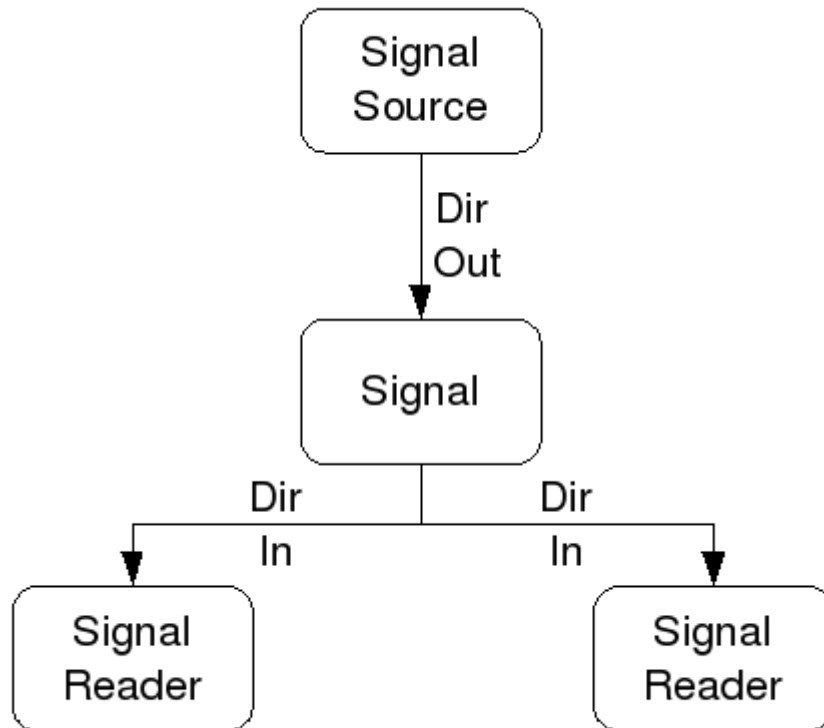 Signal
Source
Dir
Out
Signal
Dir
Dir
In
In
Signal
Reader
Signal
Reader